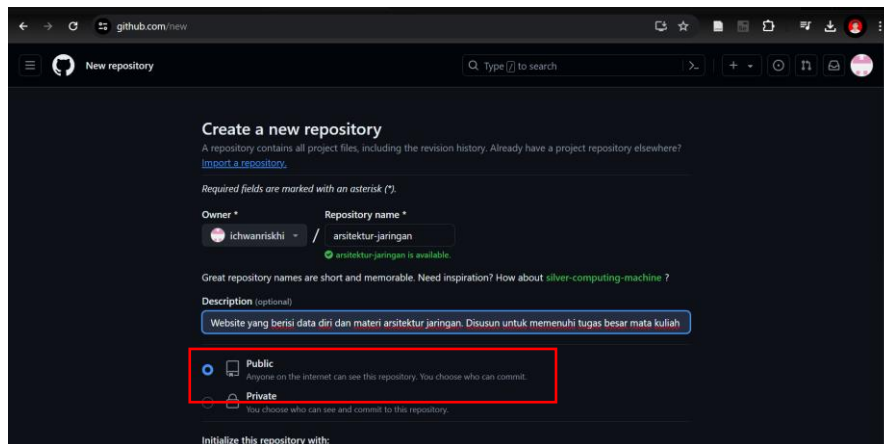 github.com/new
New repository
Type / to search
Create a new repository
A repository contains all project files, including the revision history. Already have a project repository elsewhere?
Import a repository.
Required fields are marked with an asterisk (*).
Owner * Repository name *
ichwanriskhi / arsitektur-jaringan
arsitektur-jaringan is available.
Great repository names are short and memorable. Need inspiration? How about silver-computing-machine ?
Description (optional)
Website yang berisi data diri dan materi arsitektur jaringan. Disusun untuk memenuhi tugas besar mata kuliah
Public
Anyone on the internet can see this repository. You choose who can commit.
Private
You choose who can see and commit to this repository.
Initialize this repository with: